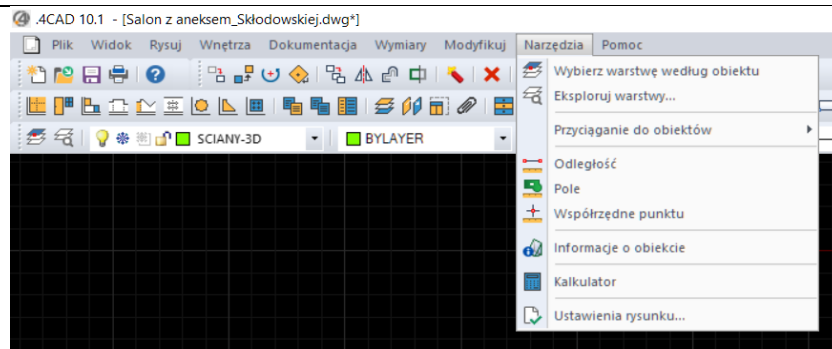 .4CAD 10.1 - [Salon z aneksem_Skłodowskiej.dwg*]
Plik Widok Rysuj Wnętrza Dokumentacja Wymiary Modyfikuj Narzędzia Pomoc
Wybierz warstwę według obiektu
Eksploruj warstwy...
Przyciąganie do obiektów
SCIANY-3D BYLAYER
Odległość
Pole
Współrzędne punktu
Informacje o obiekcie
Kalkulator
Ustawienia rysunku...